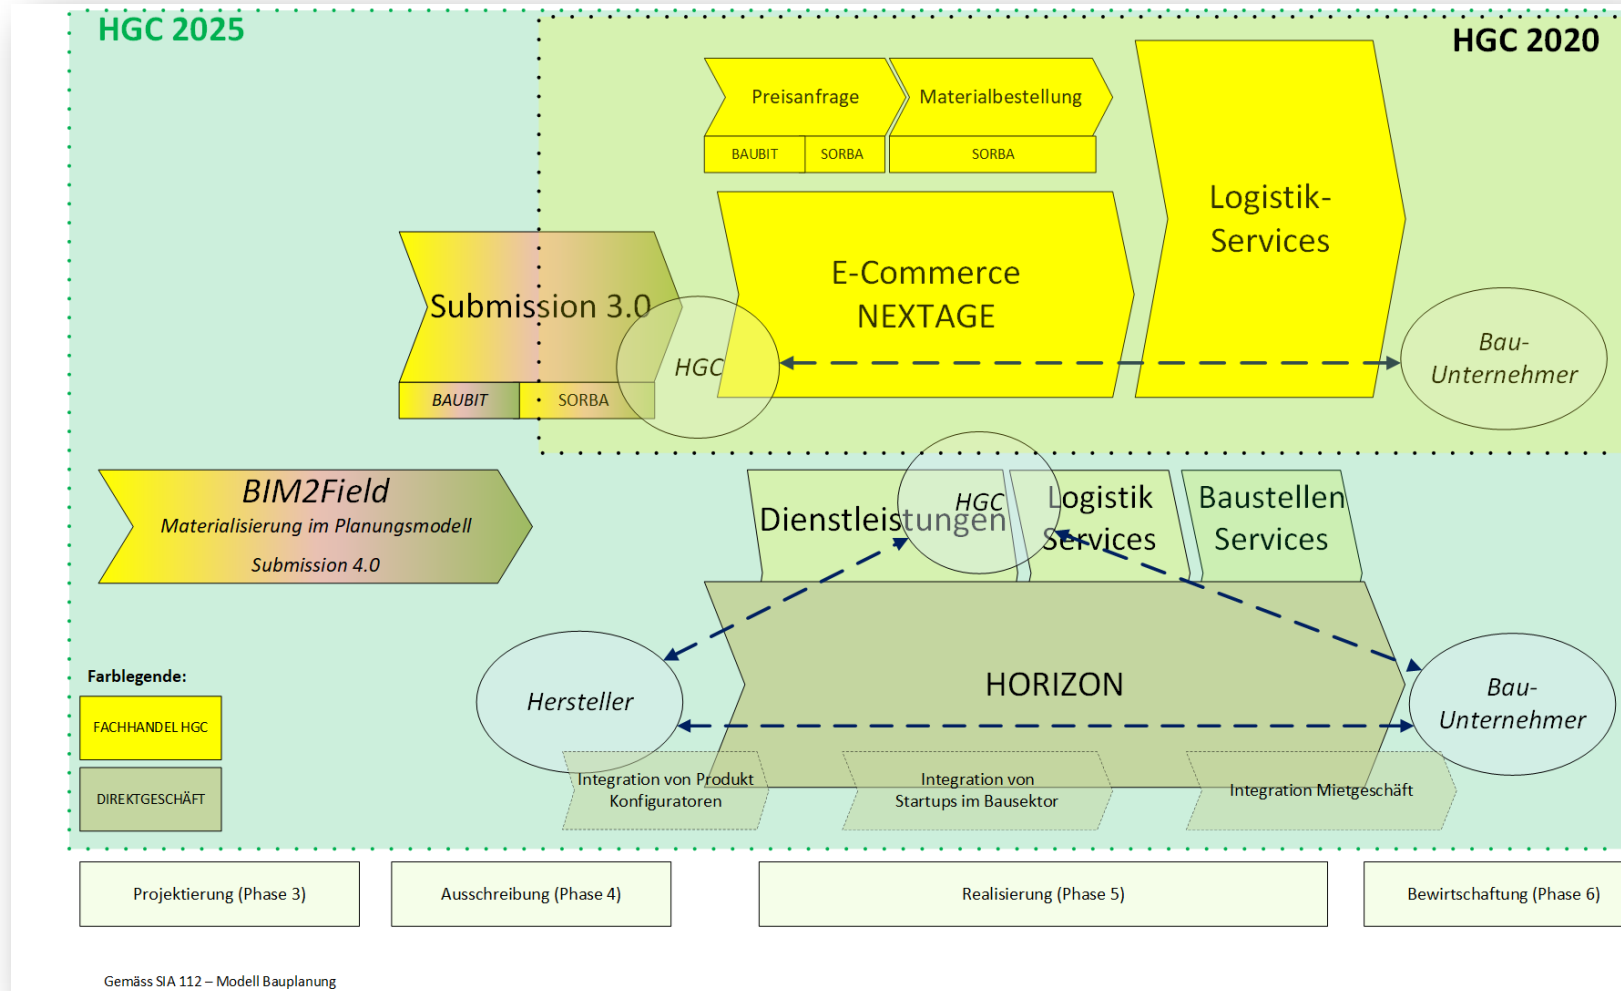 HGC 2025
HGC 2020
Preisanfrage
Materialbestellung
BAUBIT
SORBA
SORBA
Logistik-
Services
E-Commerce
NEXTAGE
Submission 3.0
HGC
Bau-
Unternehmer
BAUBIT
SORBA
BIM2Field
Materialisierung im Planungsmodell
Submission 4.0
Dienstleistungen
HGC
Logistik
Services
Baustellen
Services
Farblegende:
FACHHANDEL HGC
DIREKTGESCHÄFT
Hersteller
HORIZON
Bau-
Unternehmer
Integration von Produkt
Konfiguratoren
Integration von
Startups im Bausektor
Integration Mietgeschäft
Projektierung (Phase 3)
Ausschreibung (Phase 4)
Realisierung (Phase 5)
Bewirtschaftung (Phase 6)
Gemäss SIA 112 – Modell Bauplanung